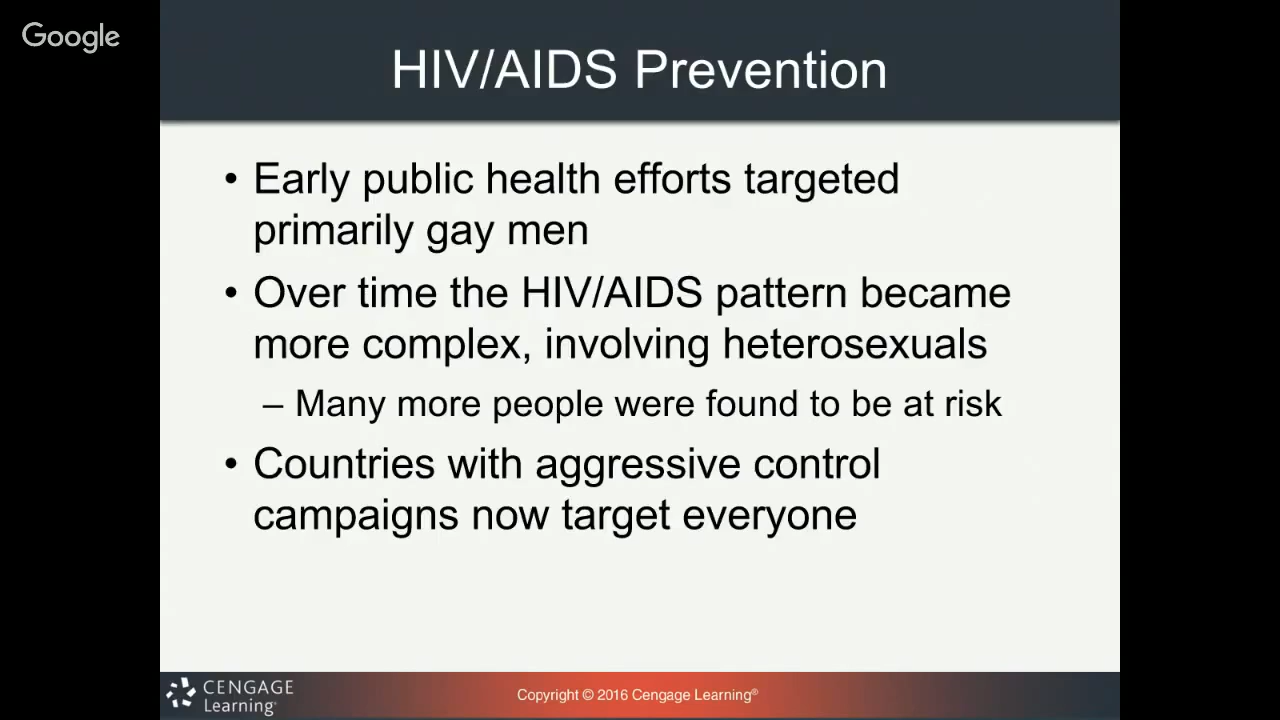 Google
HIV/AIDS Prevention
• Early public health efforts targeted
primarily gay men
• Over time the HIV/AIDS pattern became
more complex, involving heterosexuals
– Many more people were found to be at risk
• Countries with aggressive control
campaigns now target everyone
CENGAGE
Learning®
Copyright © 2016 Cengage Learning®